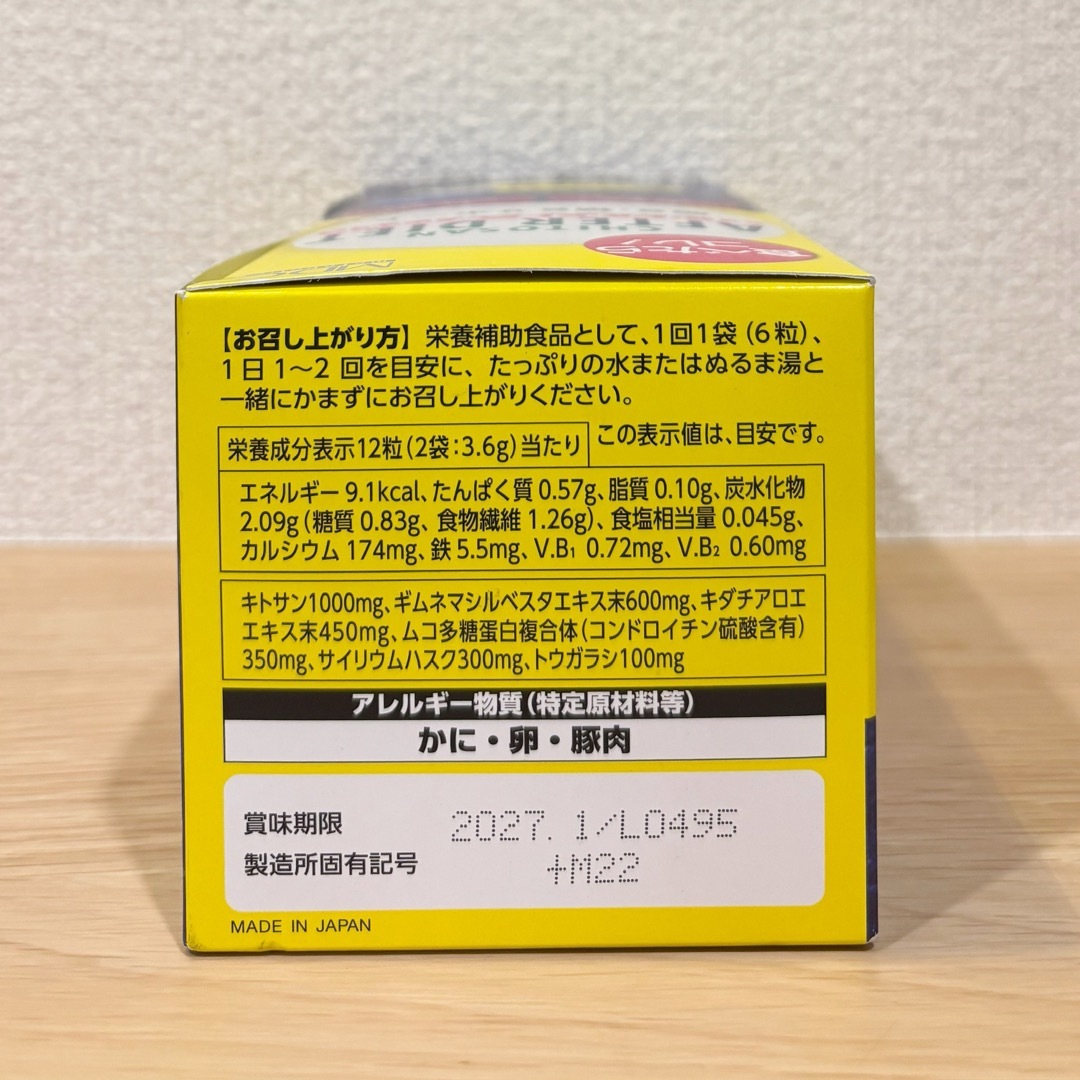 CHITOSAN
AFTER DIET
食べたら
コレ!
【お召し上がり方】栄養補助食品として、1回1袋(6粒)、
1日1〜2回を目安に、たっぷりの水またはぬるま湯と
一緒にかまずにお召し上がりください。
栄養成分表示12粒(2袋:3.6g)当たり
この表示値は、目安です。
エネルギー9.1kcal、たんぱく質0.57g、脂質0.10g、炭水化物
2.09g(糖質0.83g、食物繊維1.26g)、食塩相当量0.045g、
カルシウム174mg、鉄5.5mg、V.B₁ 0.72mg、V.B₂ 0.60mg
キトサン1000mg、ギムネマシルベスタエキス末600mg、キダチアロエ
エキス末450mg、ムコ多糖蛋白複合体(コンドロイチン硫酸含有)
350mg、サイリウムハスク300mg、トウガラシ100mg
アレルギー物質(特定原材料等)
かに・卵・豚肉
賞味期限 2027. 1/L0495
製造所固有記号 +M22
MADE IN JAPAN